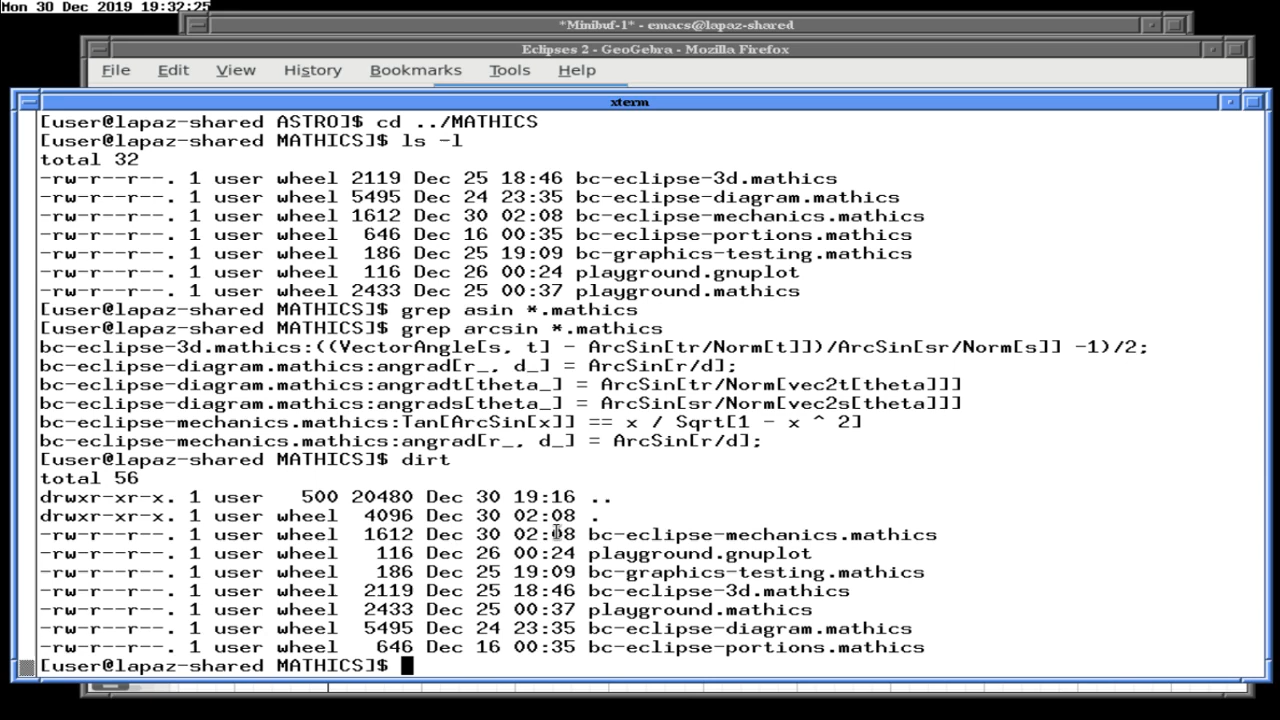 Mon 30 Dec 2019 19:32:25
*Minibuf-1* - emacs@lapaz-shared
Eclipses 2 - GeoGebra - Mozilla Firefox
File Edit View History Bookmarks Tools Help
xterm
[user@lapaz-shared ASTRO]$ cd ../MATHICS
[user@lapaz-shared MATHICS]$ ls -l
total 32
-rw-r--r--. 1 user wheel 2119 Dec 25 18:46 bc-eclipse-3d.mathics
-rw-r--r--. 1 user wheel 5495 Dec 24 23:35 bc-eclipse-diagram.mathics
-rw-r--r--. 1 user wheel 1612 Dec 30 02:08 bc-eclipse-mechanics.mathics
-rw-r--r--. 1 user wheel  646 Dec 16 00:35 bc-eclipse-portions.mathics
-rw-r--r--. 1 user wheel  186 Dec 25 19:09 bc-graphics-testing.mathics
-rw-r--r--. 1 user wheel  116 Dec 26 00:24 playground.gnuplot
-rw-r--r--. 1 user wheel 2433 Dec 25 00:37 playground.mathics
[user@lapaz-shared MATHICS]$ grep asin *.mathics
[user@lapaz-shared MATHICS]$ grep arcsin *.mathics
bc-eclipse-3d.mathics:((VectorAngle[s, t] - ArcSin[tr/Norm[t]])/ArcSin[sr/Norm[s]] -1)/2;
bc-eclipse-diagram.mathics:angrad[r_, d_] = ArcSin[r/d];
bc-eclipse-diagram.mathics:angradt[theta_] = ArcSin[tr/Norm[vec2t[theta]]]
bc-eclipse-diagram.mathics:angrads[theta_] = ArcSin[sr/Norm[vec2s[theta]]]
bc-eclipse-mechanics.mathics:Tan[ArcSin[x]] == x / Sqrt[1 - x ^ 2]
bc-eclipse-mechanics.mathics:angrad[r_, d_] = ArcSin[r/d];
[user@lapaz-shared MATHICS]$ dirt
total 56
drwxr-xr-x. 1 user   500 20480 Dec 30 19:16 ..
drwxr-xr-x. 1 user wheel  4096 Dec 30 02:08 .
-rw-r--r--. 1 user wheel  1612 Dec 30 02:08 bc-eclipse-mechanics.mathics
-rw-r--r--. 1 user wheel   116 Dec 26 00:24 playground.gnuplot
-rw-r--r--. 1 user wheel   186 Dec 25 19:09 bc-graphics-testing.mathics
-rw-r--r--. 1 user wheel  2119 Dec 25 18:46 bc-eclipse-3d.mathics
-rw-r--r--. 1 user wheel  2433 Dec 25 00:37 playground.mathics
-rw-r--r--. 1 user wheel  5495 Dec 24 23:35 bc-eclipse-diagram.mathics
-rw-r--r--. 1 user wheel   646 Dec 16 00:35 bc-eclipse-portions.mathics
[user@lapaz-shared MATHICS]$